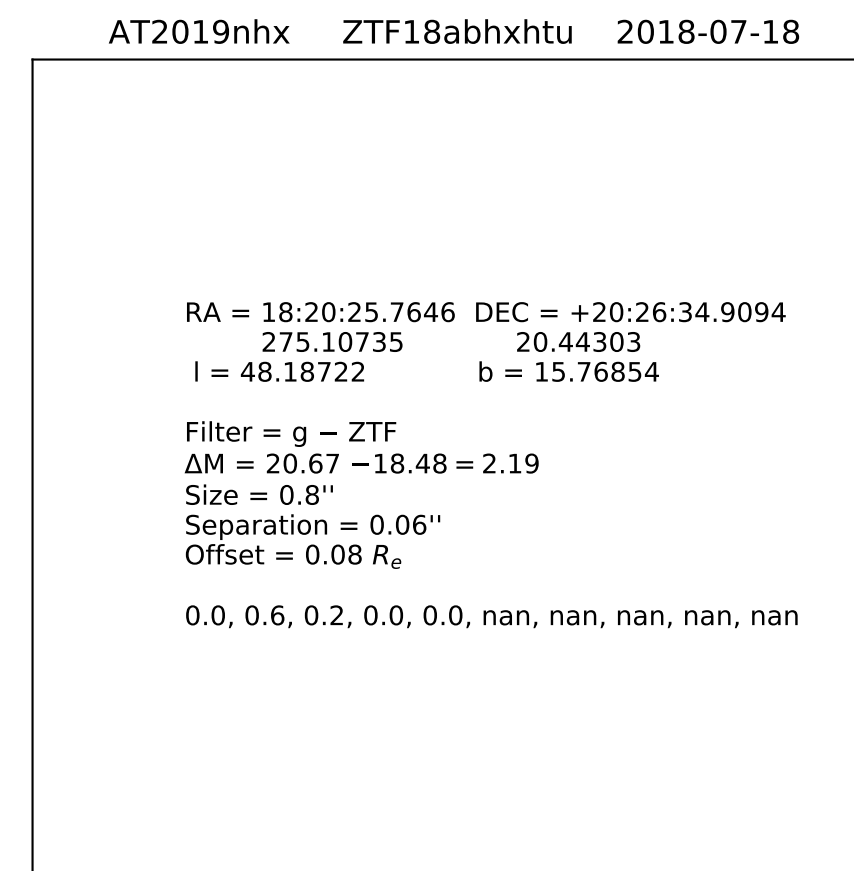 AT2019nhx ZTF18abhxhtu 2018-07-18
RA = 18:20:25.7646 DEC = +20:26:34.9094
275.10735 20.44303
l = 48.18722 b = 15.76854
Filter = g − ZTF
ΔM = 20.67 −18.48 = 2.19
Size = 0.8''
Separation = 0.06''
Offset = 0.08 Re
0.0, 0.6, 0.2, 0.0, 0.0, nan, nan, nan, nan, nan